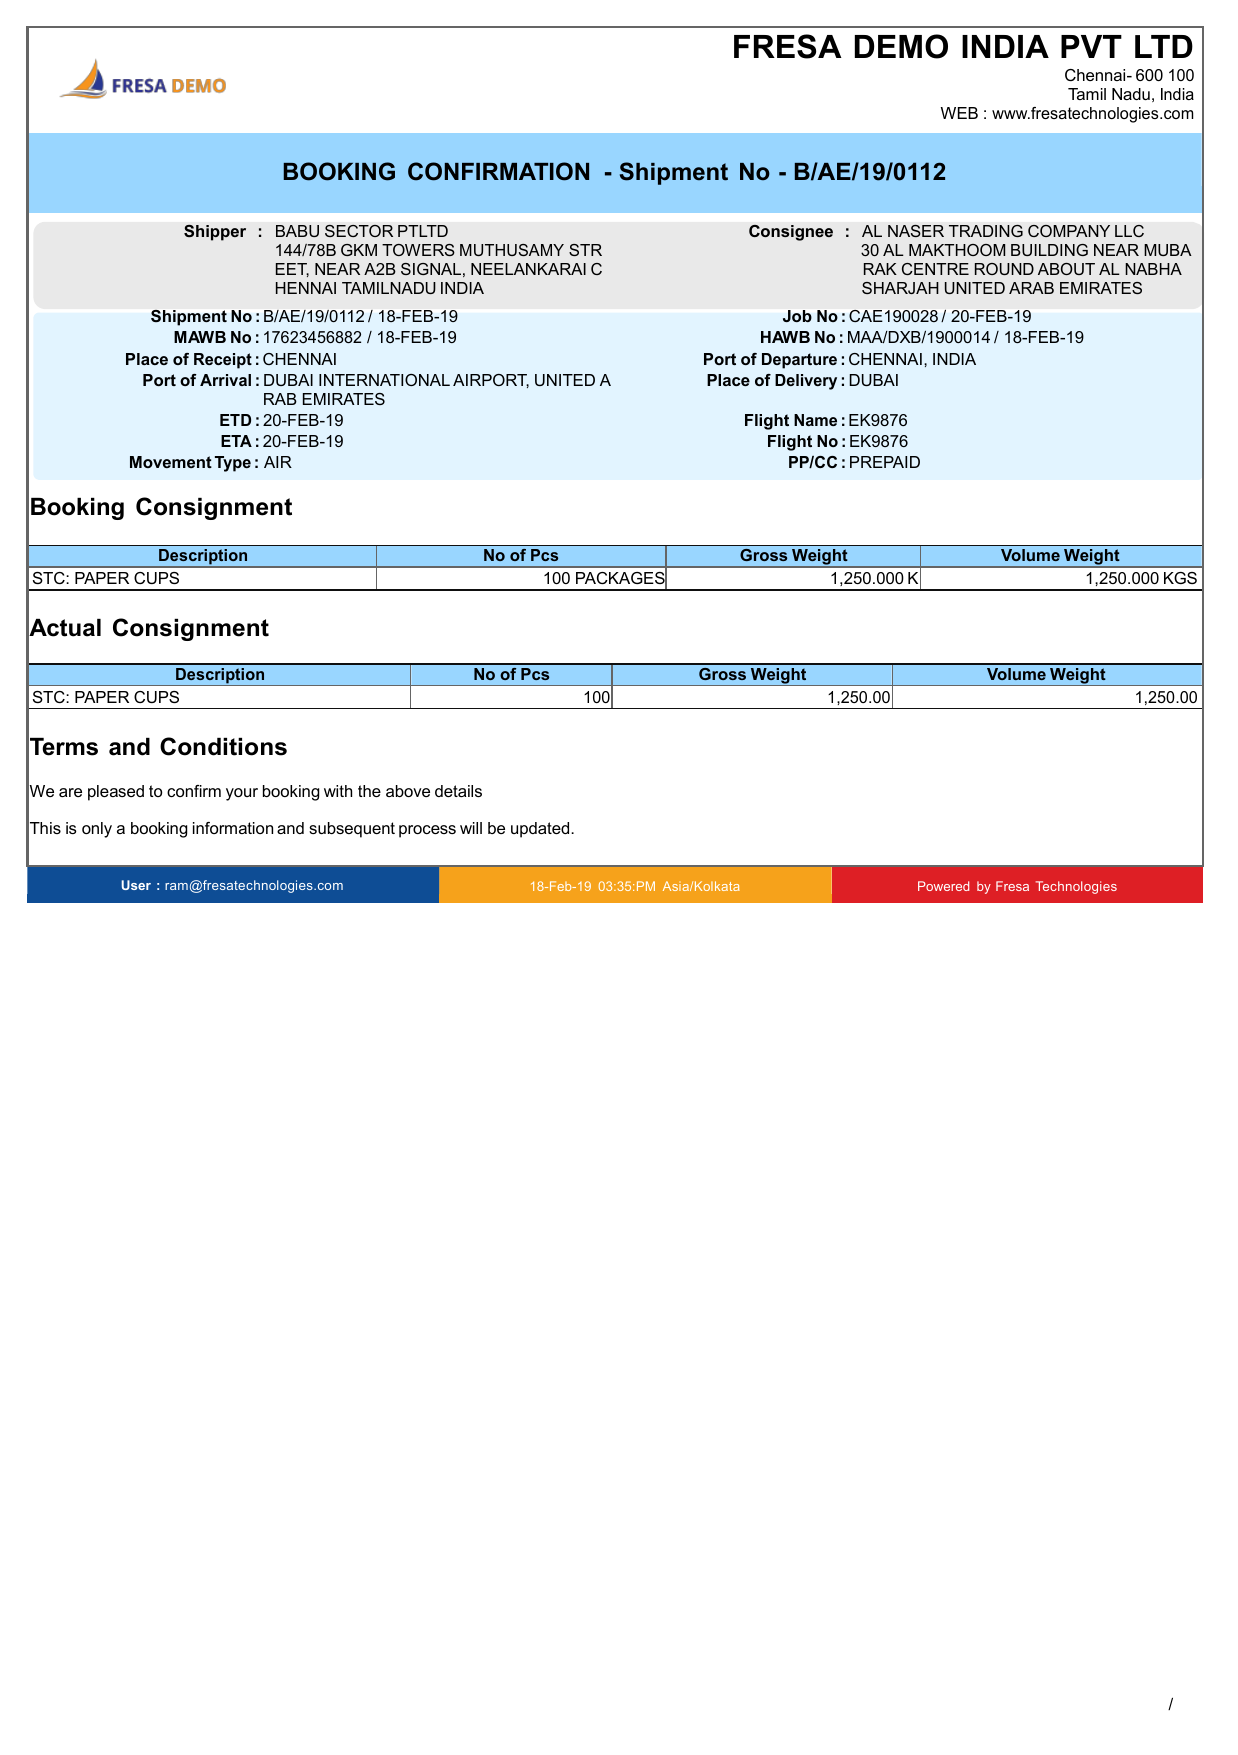 FRESA DEMO
FRESA DEMO INDIA PVT LTD
Chennai- 600 100
Tamil Nadu, India
WEB : www.fresatechnologies.com
BOOKING CONFIRMATION - Shipment No - B/AE/19/0112
Shipper : BABU SECTOR PTLTD
144/78B GKM TOWERS MUTHUSAMY STR
EET, NEAR A2B SIGNAL, NEELANKARAI C
HENNAI TAMILNADU INDIA
Consignee : AL NASER TRADING COMPANY LLC
30 AL MAKTHOOM BUILDING NEAR MUBA
RAK CENTRE ROUND ABOUT AL NABHA
SHARJAH UNITED ARAB EMIRATES
Shipment No : B/AE/19/0112 / 18-FEB-19 Job No : CAE190028 / 20-FEB-19
MAWB No : 17623456882 / 18-FEB-19 HAWB No : MAA/DXB/1900014 / 18-FEB-19
Place of Receipt : CHENNAI Port of Departure : CHENNAI, INDIA
Port of Arrival : DUBAI INTERNATIONAL AIRPORT, UNITED A Place of Delivery : DUBAI
RAB EMIRATES
ETD : 20-FEB-19 Flight Name : EK9876
ETA : 20-FEB-19 Flight No : EK9876
Movement Type : AIR PP/CC : PREPAID
Booking Consignment
Description No of Pcs Gross Weight Volume Weight
STC: PAPER CUPS 100 PACKAGES 1,250.000 K 1,250.000 KGS
Actual Consignment
Description No of Pcs Gross Weight Volume Weight
STC: PAPER CUPS 100 1,250.00 1,250.00
Terms and Conditions
We are pleased to confirm your booking with the above details
This is only a booking information and subsequent process will be updated.
User : ram@fresatechnologies.com 18-Feb-19 03:35:PM Asia/Kolkata Powered by Fresa Technologies
/